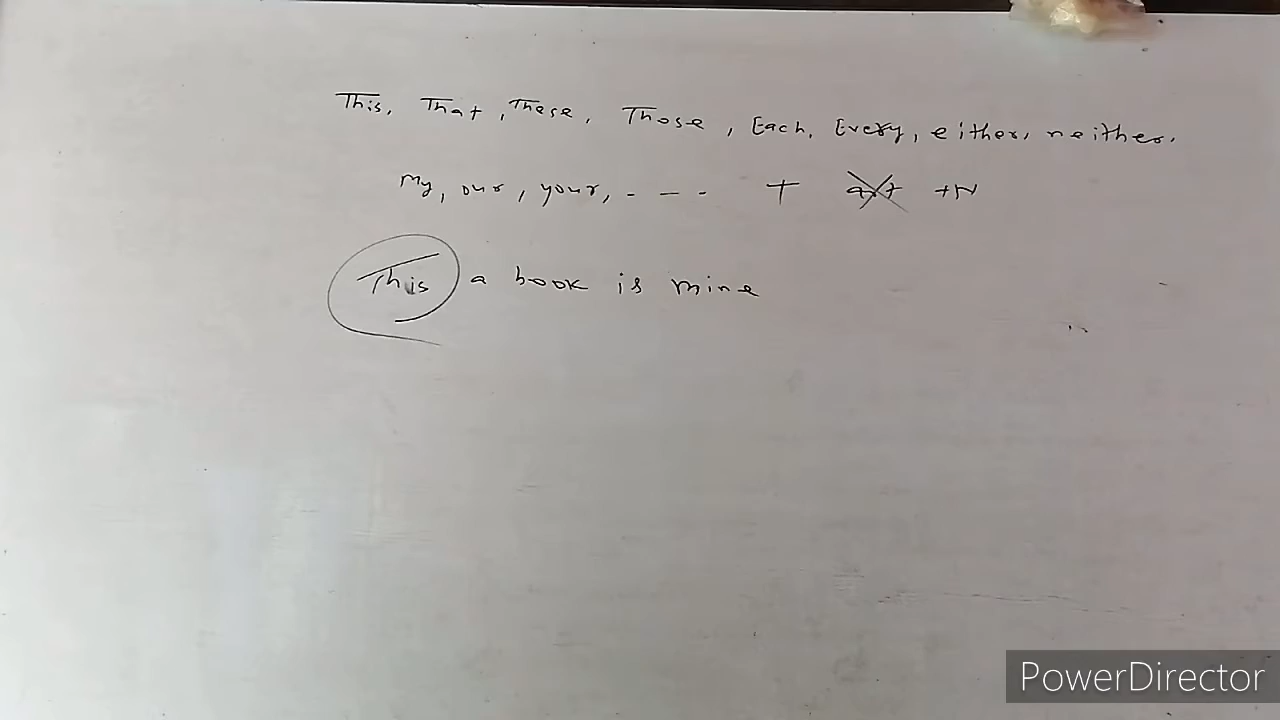 This, That, These, Those, Each, Every, either, neither.
My, our, your, - - - - + art + N
This a book is mine
PowerDirector